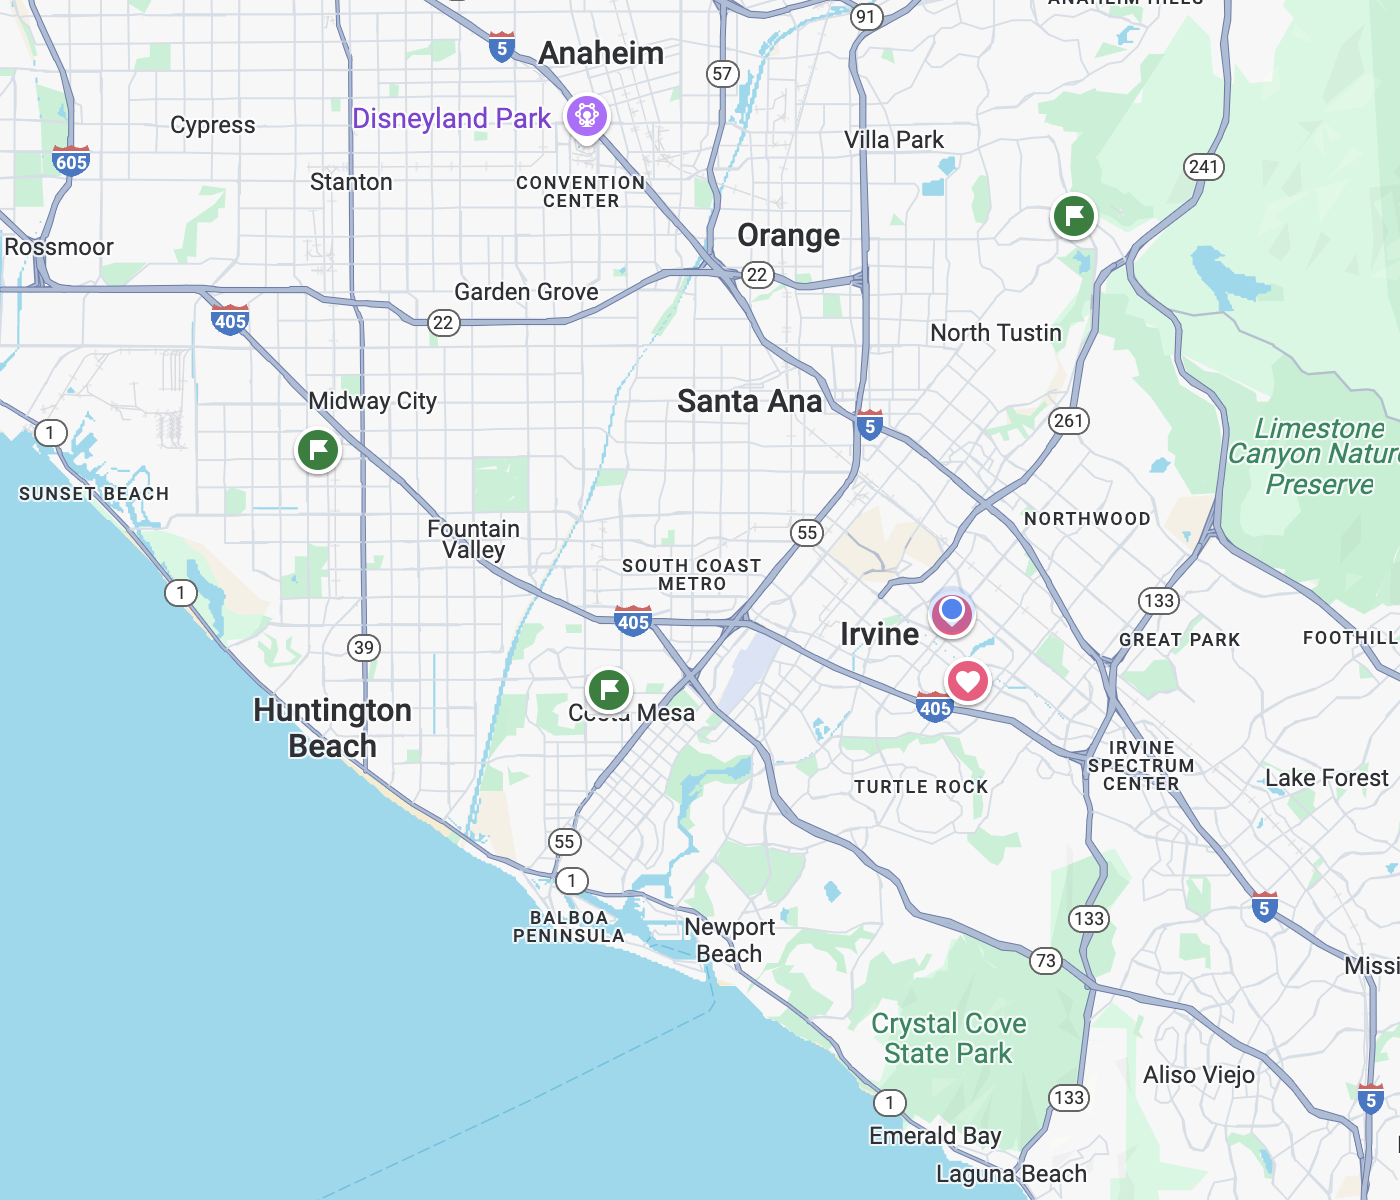 ANAHEIM HILLS
91
5
Anaheim
57
Disneyland Park
Cypress
Villa Park
605
241
Stanton
CONVENTION
CENTER
Orange
Rossmoor
22
Garden Grove
405
22
North Tustin
Midway City
Santa Ana
261
5
1
Limestone
Canyon Natur
Preserve
SUNSET BEACH
NORTHWOOD
Fountain
Valley
55
SOUTH COAST
METRO
1
133
405
Irvine
GREAT PARK
FOOTHILL
39
Huntington
Beach
Costa Mesa
405
IRVINE
SPECTRUM
CENTER
Lake Forest
TURTLE ROCK
55
1
5
BALBOA
PENINSULA
Newport
Beach
133
73
Missi
Crystal Cove
State Park
Aliso Viejo
1
133
5
Emerald Bay
Laguna Beach